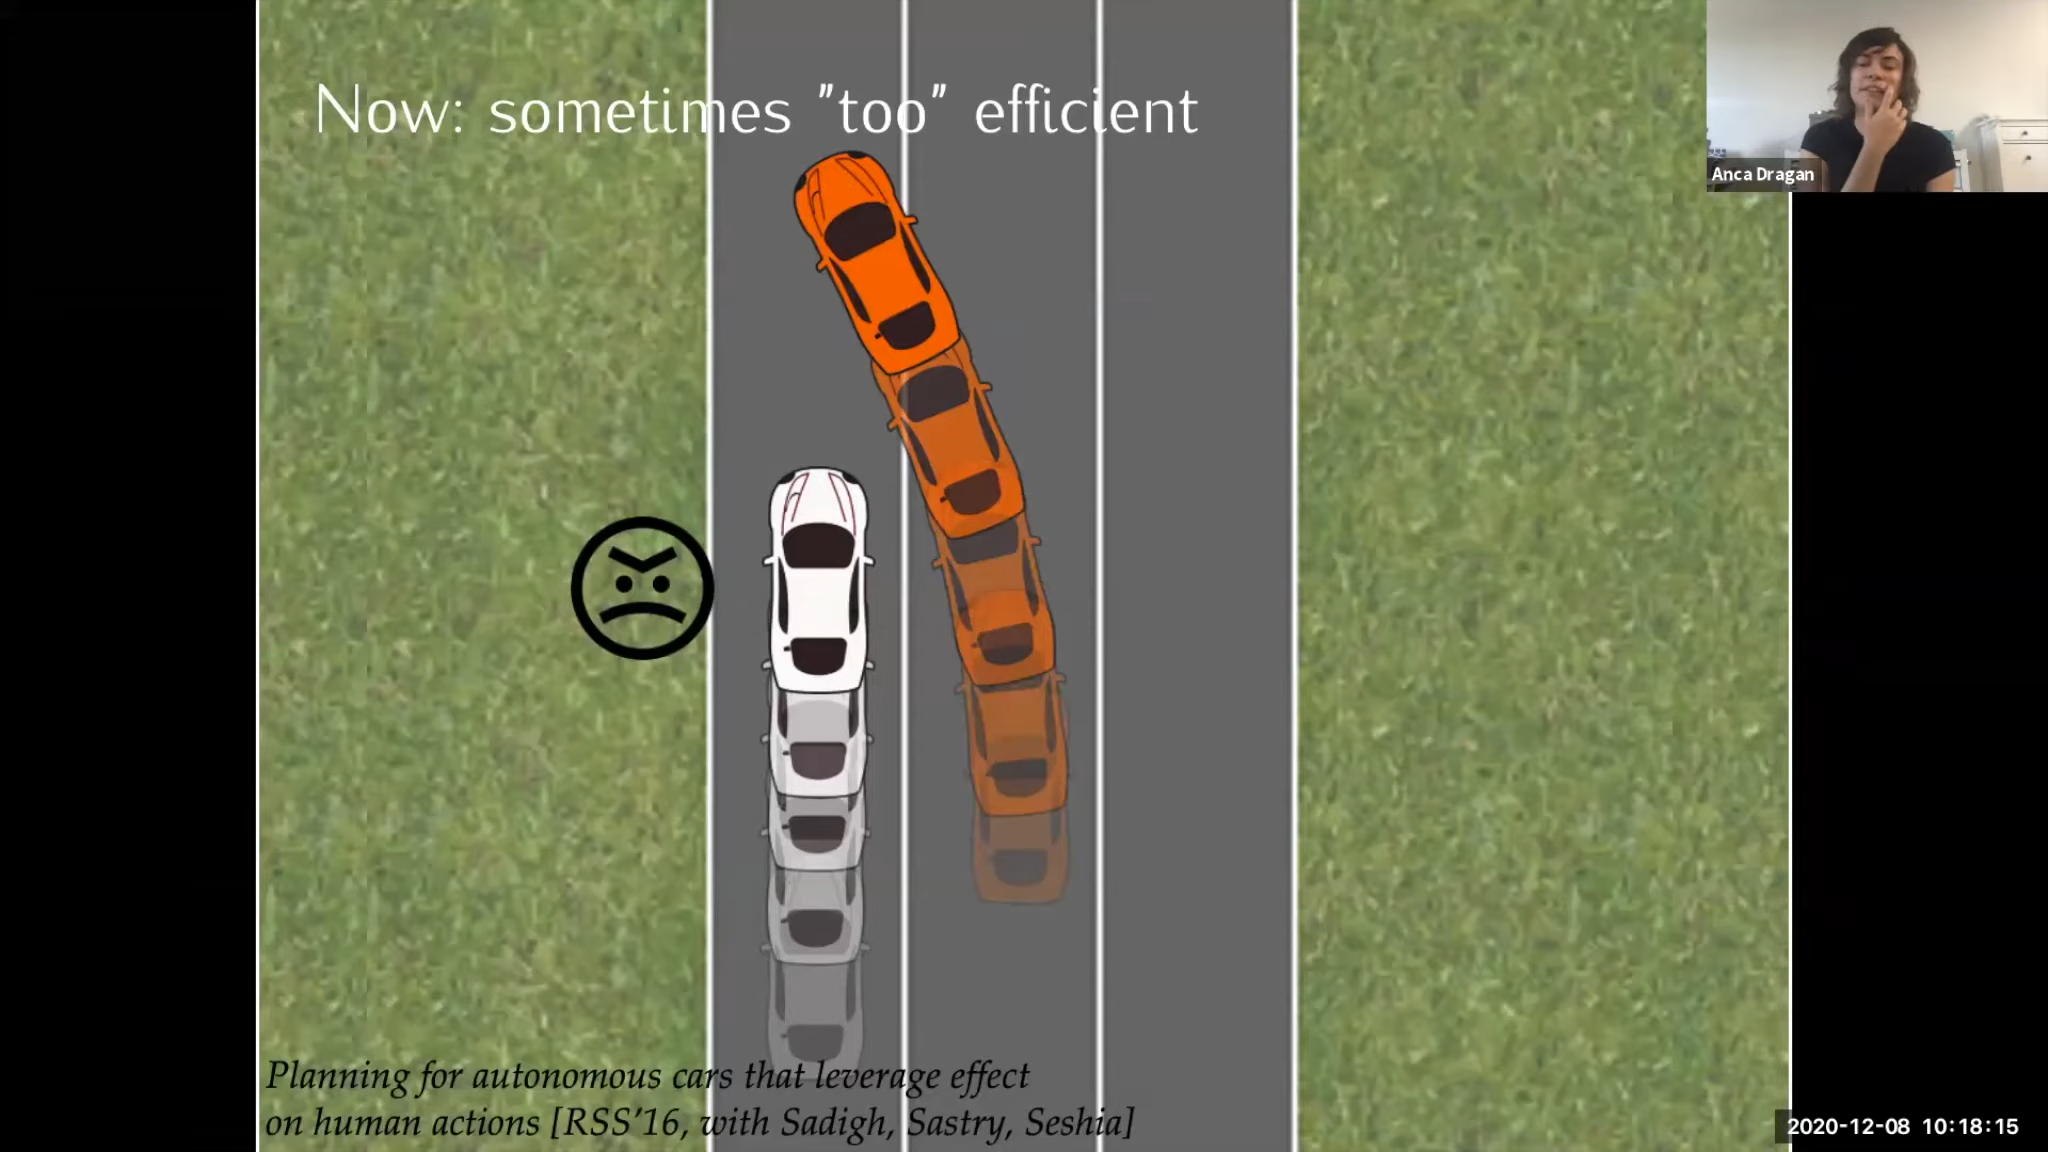 Now: sometimes "too" efficient
Anca Dragan
Planning for autonomous cars that leverage effect
on human actions [RSS'16, with Sadigh, Sastry, Seshia]
2020-12-08 10:18:15